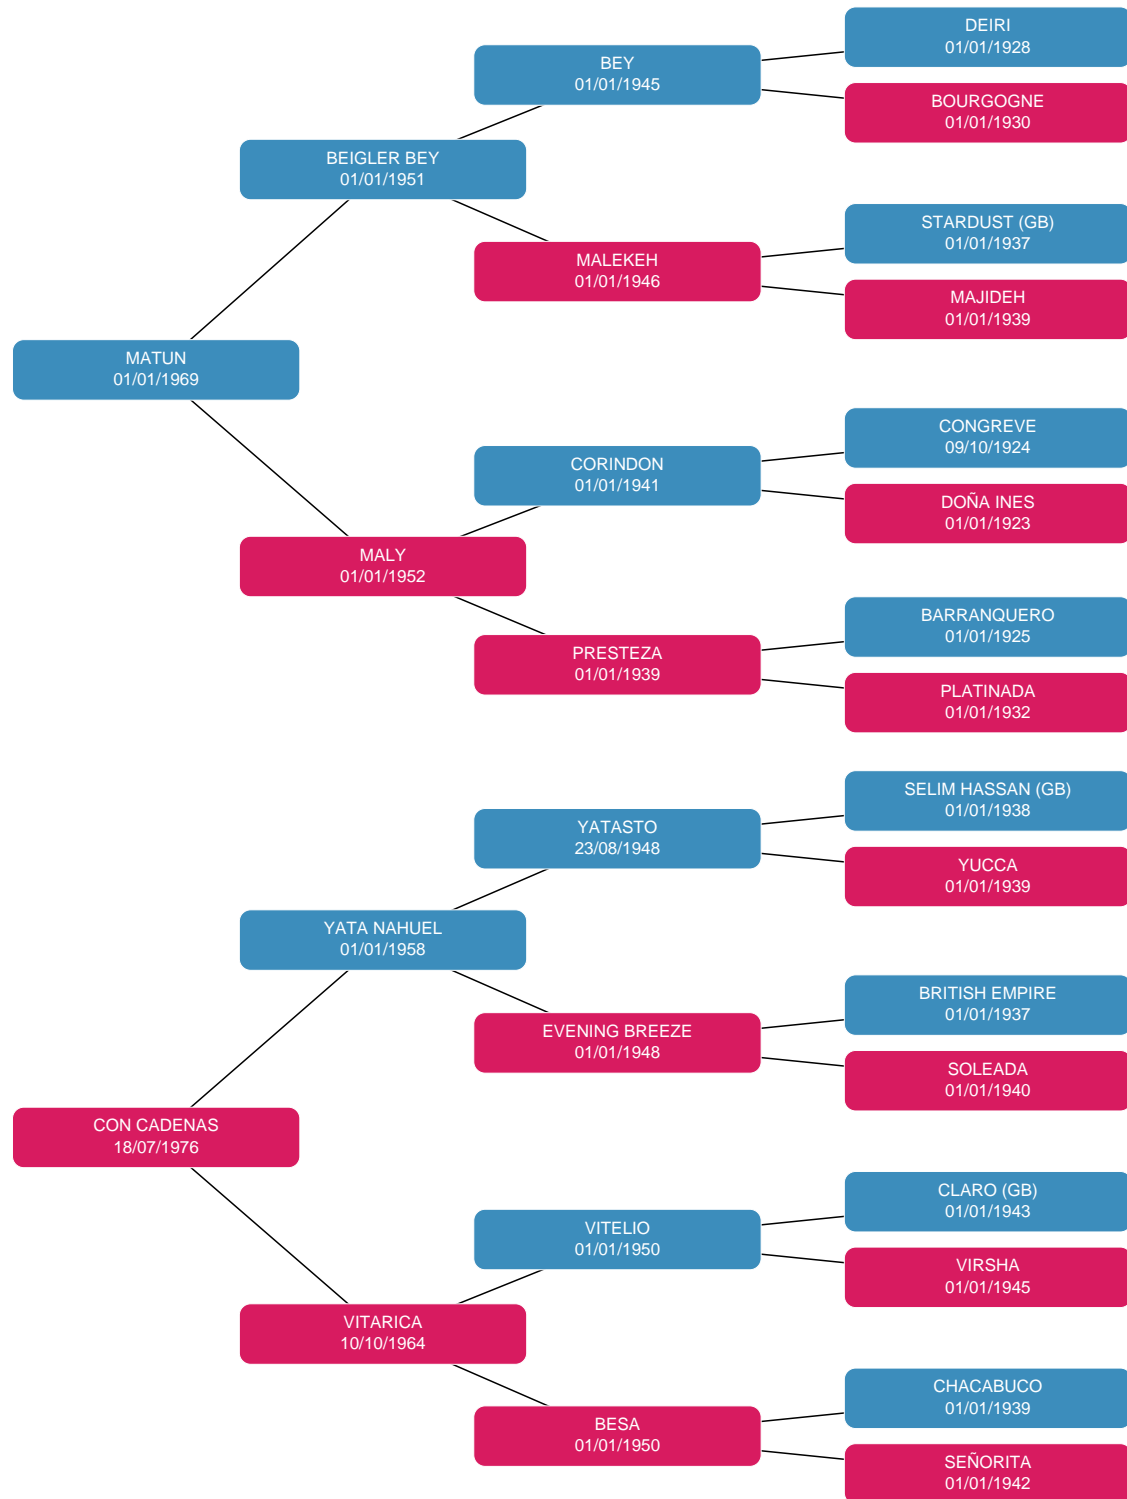 DEIRI
01/01/1928
BEY
01/01/1945
BOURGOGNE
01/01/1930
BEIGLER BEY
01/01/1951
STARDUST (GB)
01/01/1937
MALEKEH
01/01/1946
MAJIDEH
01/01/1939
MATUN
01/01/1969
CONGREVE
09/10/1924
CORINDON
01/01/1941
DOÑA INES
01/01/1923
MALY
01/01/1952
BARRANQUERO
01/01/1925
PRESTEZA
01/01/1939
PLATINADA
01/01/1932
SELIM HASSAN (GB)
01/01/1938
YATASTO
23/08/1948
YUCCA
01/01/1939
YATA NAHUEL
01/01/1958
BRITISH EMPIRE
01/01/1937
EVENING BREEZE
01/01/1948
SOLEADA
01/01/1940
CON CADENAS
18/07/1976
CLARO (GB)
01/01/1943
VITELIO
01/01/1950
VIRSHA
01/01/1945
VITARICA
10/10/1964
CHACABUCO
01/01/1939
BESA
01/01/1950
SEÑORITA
01/01/1942